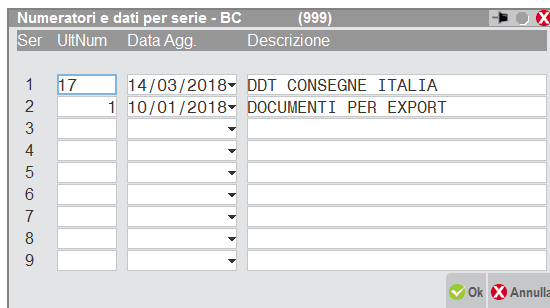 Numeratori e dati per serie - BC (999)
Ser UltNum Data Agg. Descrizione
1 17 14/03/2018 DDT CONSEGNE ITALIA
2 1 10/01/2018 DOCUMENTI PER EXPORT
3
4
5
6
7
8
9
Ok Annulla